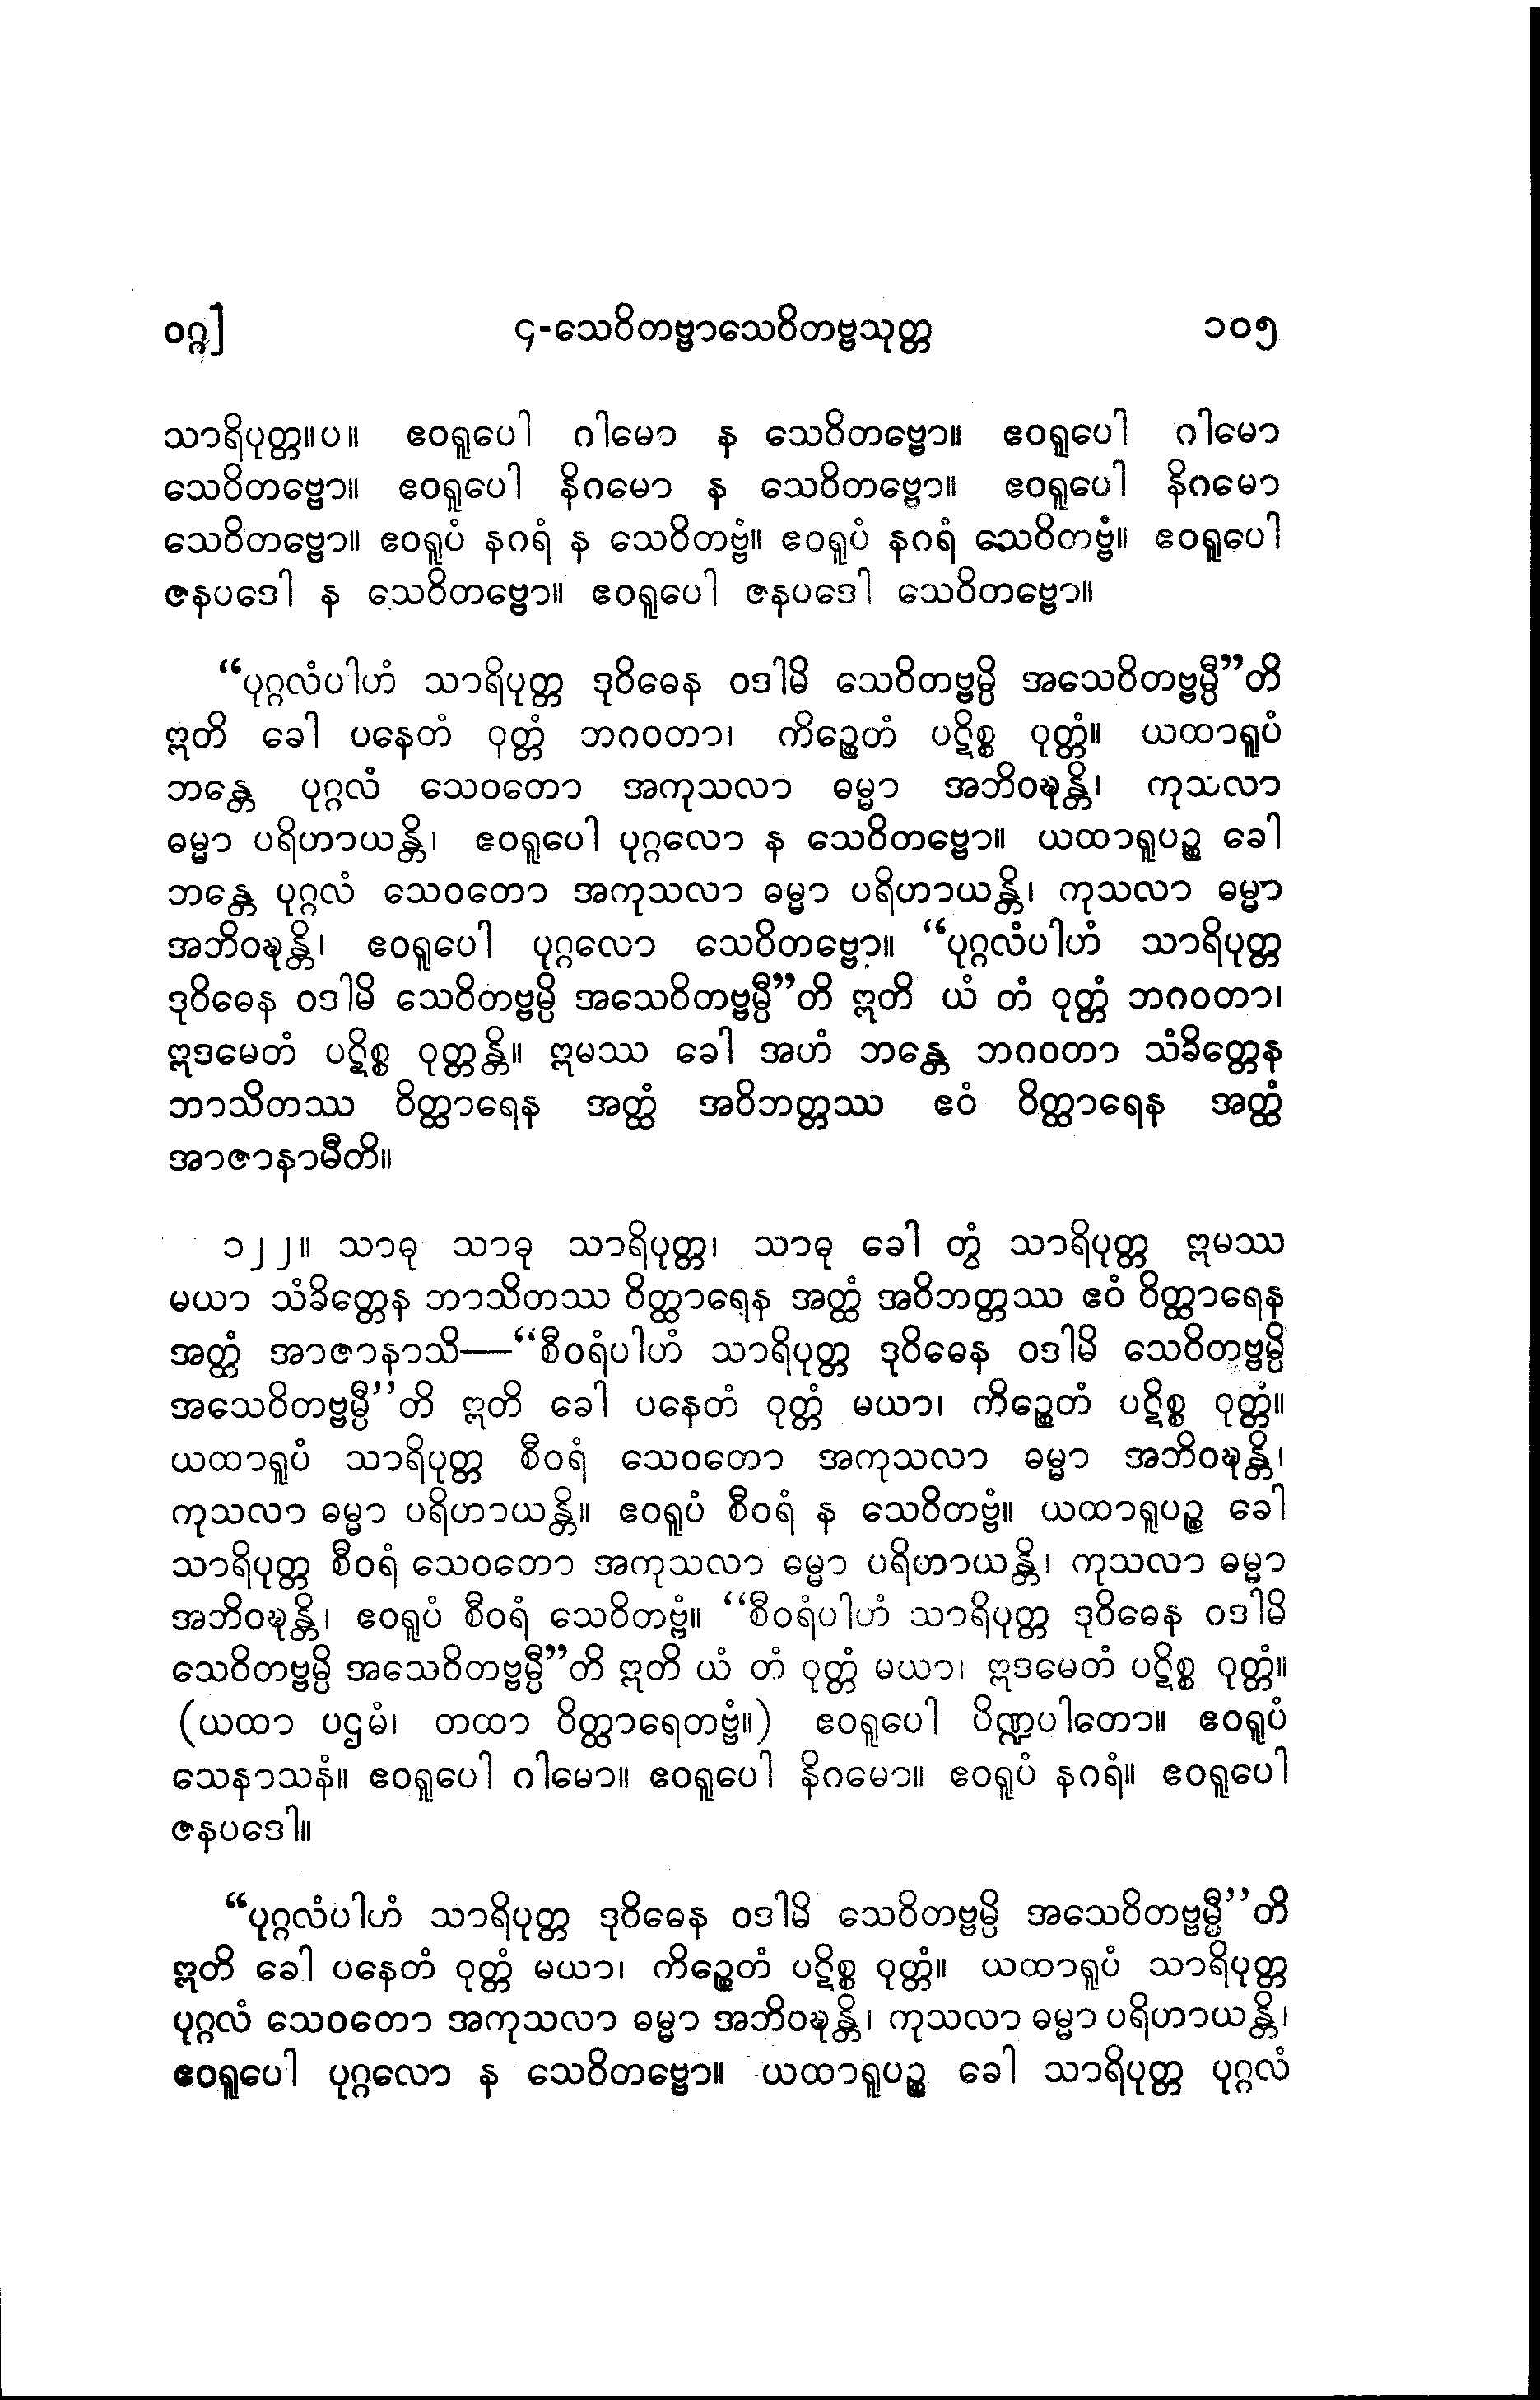 ဝဂ္ဂ]
၄-သေဝိတဗ္ဗာသေဝိတဗ္ဗသုတ္တ
၁၀၅
သာရိပုတ္တ။ပ။ ဧဝရူပေါ ဂါမော န သေဝိတဗ္ဗော။ ဧဝရူပေါ ဂါမော
သေဝိတဗ္ဗော။ ဧဝရူပေါ နိဂမော န သေဝိတဗ္ဗော။ ဧဝရူပေါ နိဂမော
သေဝိတဗ္ဗော။ ဧဝရူပံ နဂရံ န သေဝိတဗ္ဗံ။ ဧဝရူပံ နဂရံ သေဝိတဗ္ဗံ။ ဧဝရူပေါ
ဇနပဒေါ န သေဝိတဗ္ဗော။ ဧဝရူပေါ ဇနပဒေါ သေဝိတဗ္ဗော။
“ပုဂ္ဂလံပါဟံ သာရိပုတ္တ ဒုဝိဓေန ဝဒါမိ သေဝိတဗ္ဗမ္ပိ အသေဝိတဗ္ဗမ္ပီ”တိ
ဣတိ ခေါ ပနေတံ ဝုတ္တံ ဘဂဝတာ၊ ကိဉ္စေတံ ပဋိစ္စ ဝုတ္တံ။ ယထာရူပံ
ဘန္တေ ပုဂ္ဂလံ သေဝတော အကုသလာ ဓမ္မာ အဘိဝဍ္ဎန္တိ၊ ကုသလာ
ဓမ္မာ ပရိဟာယန္တိ၊ ဧဝရူပေါ ပုဂ္ဂလော န သေဝိတဗ္ဗော။ ယထာရူပဉ္စ ခေါ
ဘန္တေ ပုဂ္ဂလံ သေဝတော အကုသလာ ဓမ္မာ ပရိဟာယန္တိ၊ ကုသလာ ဓမ္မာ
အဘိဝဍ္ဎန္တိ၊ ဧဝရူပေါ ပုဂ္ဂလော သေဝိတဗ္ဗော။ “ပုဂ္ဂလံပါဟံ သာရိပုတ္တ
ဒုဝိဓေန ဝဒါမိ သေဝိတဗ္ဗမ္ပိ အသေဝိတဗ္ဗမ္ပီ”တိ ဣတိ ယံ တံ ဝုတ္တံ ဘဂဝတာ၊
ဣဒမေတံ ပဋိစ္စ ဝုတ္တန္တိ။ ဣမဿ ခေါ အဟံ ဘန္တေ ဘဂဝတာ သံခိတ္တေန
ဘာသိတဿ ဝိတ္ထာရေန အတ္ထံ အဝိဘတ္တဿ ဧဝံ ဝိတ္ထာရေန အတ္ထံ
အာဇာနာမီတိ။
၁၂၂။ သာဓု သာဓု သာရိပုတ္တ၊ သာဓု ခေါ တွံ သာရိပုတ္တ ဣမဿ
မယာ သံခိတ္တေန ဘာသိတဿ ဝိတ္ထာရေန အတ္ထံ အဝိဘတ္တဿ ဧဝံ ဝိတ္ထာရေန
အတ္ထံ အာဇာနာသိ—“စီဝရံပါဟံ သာရိပုတ္တ ဒုဝိဓေန ဝဒါမိ သေဝိတဗ္ဗမ္ပိ
အသေဝိတဗ္ဗမ္ပီ”တိ ဣတိ ခေါ ပနေတံ ဝုတ္တံ မယာ၊ ကိဉ္စေတံ ပဋိစ္စ ဝုတ္တံ။
ယထာရူပံ သာရိပုတ္တ စီဝရံ သေဝတော အကုသလာ ဓမ္မာ အဘိဝဍ္ဎန္တိ၊
ကုသလာ ဓမ္မာ ပရိဟာယန္တိ။ ဧဝရူပံ စီဝရံ န သေဝိတဗ္ဗံ။ ယထာရူပဉ္စ ခေါ
သာရိပုတ္တ စီဝရံ သေဝတော အကုသလာ ဓမ္မာ ပရိဟာယန္တိ၊ ကုသလာ ဓမ္မာ
အဘိဝဍ္ဎန္တိ၊ ဧဝရူပံ စီဝရံ သေဝိတဗ္ဗံ။ “စီဝရံပါဟံ သာရိပုတ္တ ဒုဝိဓေန ဝဒါမိ
သေဝိတဗ္ဗမ္ပိ အသေဝိတဗ္ဗမ္ပီ”တိ ဣတိ ယံ တံ ဝုတ္တံ မယာ၊ ဣဒမေတံ ပဋိစ္စ ဝုတ္တံ။
(ယထာ ပဌမံ၊ တထာ ဝိတ္ထာရေတဗ္ဗံ။) ဧဝရူပေါ ပိဏ္ဍပါတော။ ဧဝရူပံ
သေနာသနံ။ ဧဝရူပေါ ဂါမော။ ဧဝရူပေါ နိဂမော။ ဧဝရူပံ နဂရံ။ ဧဝရူပေါ
ဇနပဒေါ။
“ပုဂ္ဂလံပါဟံ သာရိပုတ္တ ဒုဝိဓေန ဝဒါမိ သေဝိတဗ္ဗမ္ပိ အသေဝိတဗ္ဗမ္ပီ”တိ
ဣတိ ခေါ ပနေတံ ဝုတ္တံ မယာ၊ ကိဉ္စေတံ ပဋိစ္စ ဝုတ္တံ။ ယထာရူပံ သာရိပုတ္တ
ပုဂ္ဂလံ သေဝတော အကုသလာ ဓမ္မာ အဘိဝဍ္ဎန္တိ၊ ကုသလာ ဓမ္မာ ပရိဟာယန္တိ၊
ဧဝရူပေါ ပုဂ္ဂလော န သေဝိတဗ္ဗော။ ယထာရူပဉ္စ ခေါ သာရိပုတ္တ ပုဂ္ဂလံ